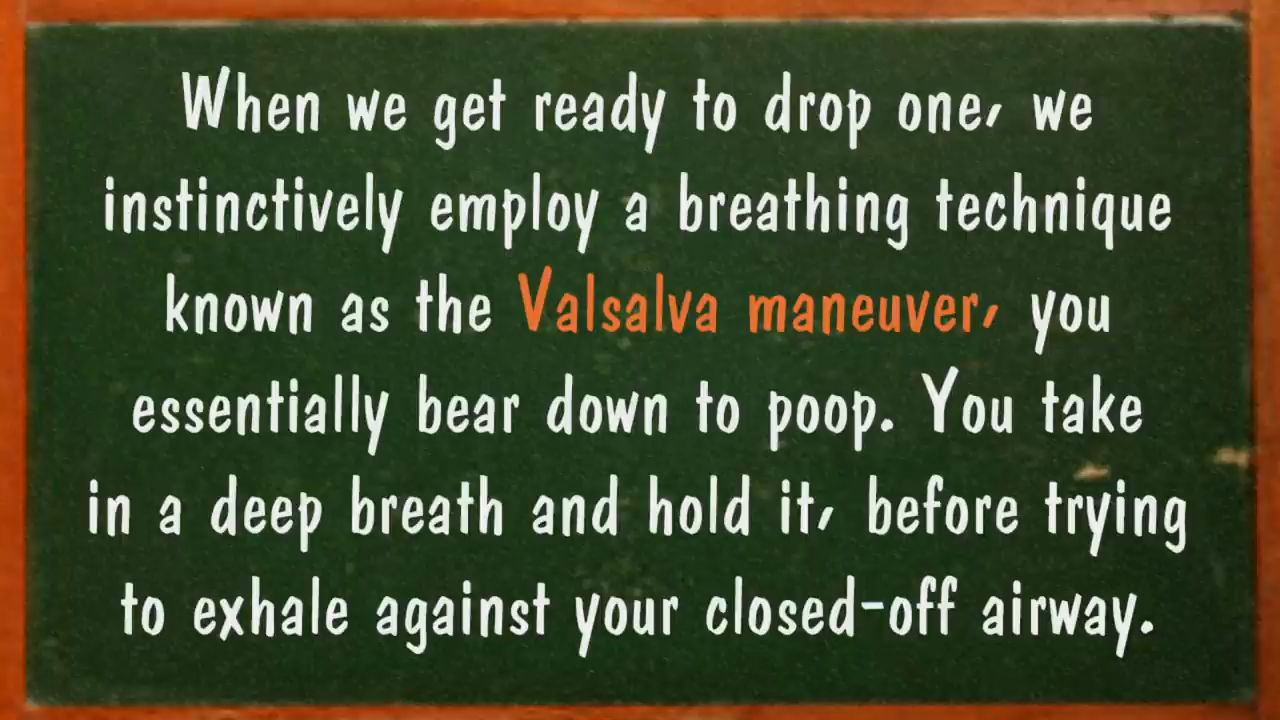 When we get ready to drop one, we
instinctively employ a breathing technique
known as the Valsalva maneuver, you
essentially bear down to poop. You take
in a deep breath and hold it, before trying
to exhale against your closed-off airway.